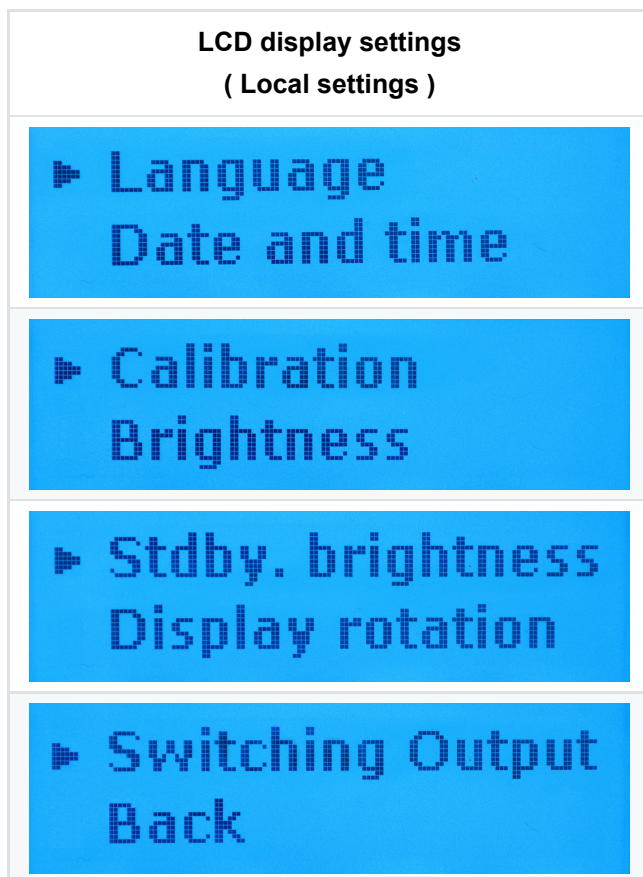 LCD display settings
( Local settings )
Language
Date and time
Calibration
Brightness
Stdby. brightness
Display rotation
Switching Output
Back